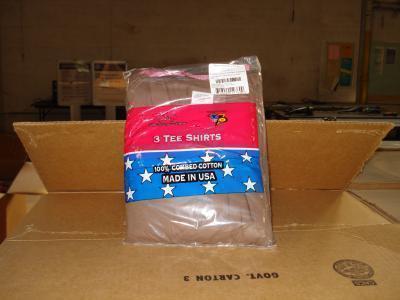 3 TEE SHIRTS
100% COMBED COTTON
MADE IN USA
GOVT. CARTON 3